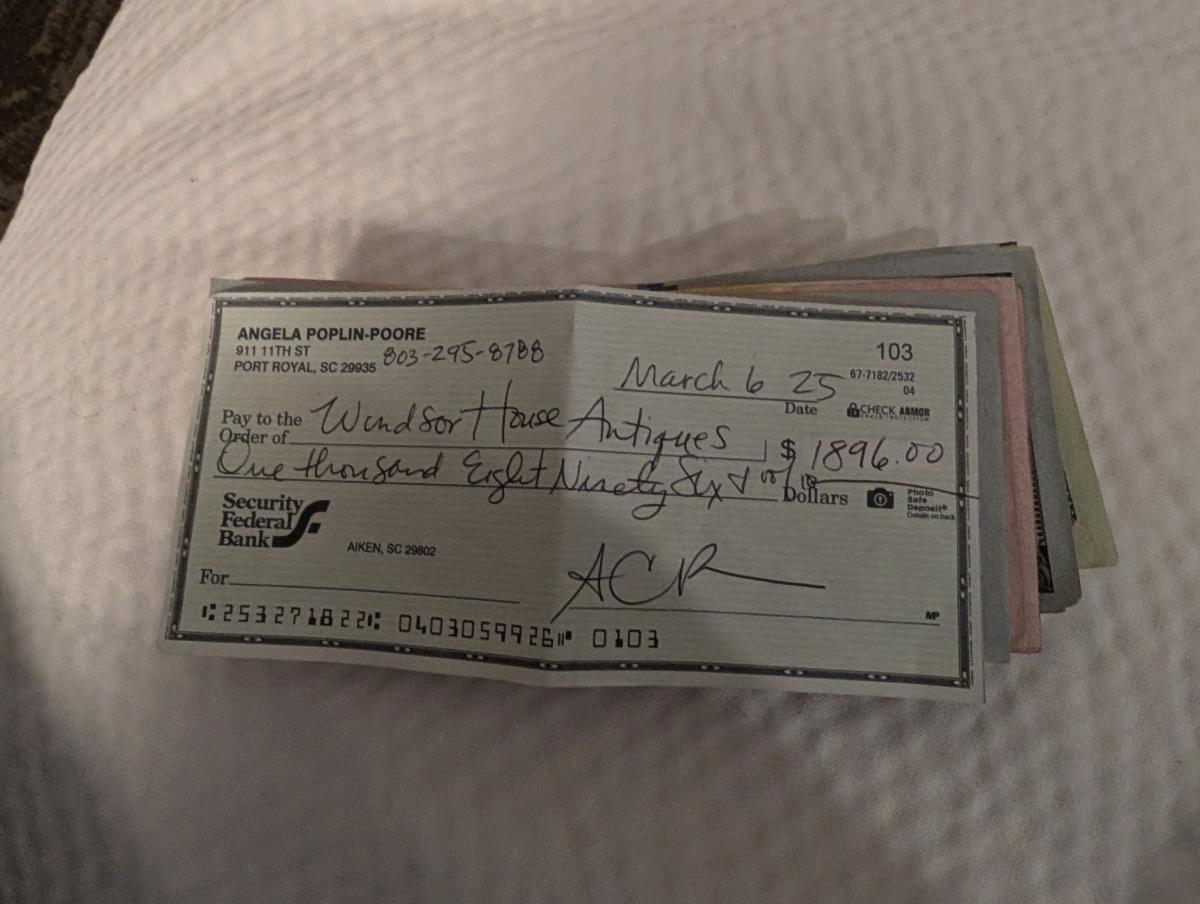 ANGELA POPLIN-POORE
911 11TH ST
803-295-8788
PORT ROYAL, SC 29935
103
67-7182/2532
04
March 6 25
Date
CHECK ARMOR
Pay to the
Order of
Windsor House Antiques
$ 1896.00
One thousand Eight Ninety Six &
Dollars
Photo
Safe
Deposit®
Details on back
Security
Federal
Bank
AIKEN, SC 29802
For
ACP
MP
⑆253271822⑆ 0403059926⑈ 0103